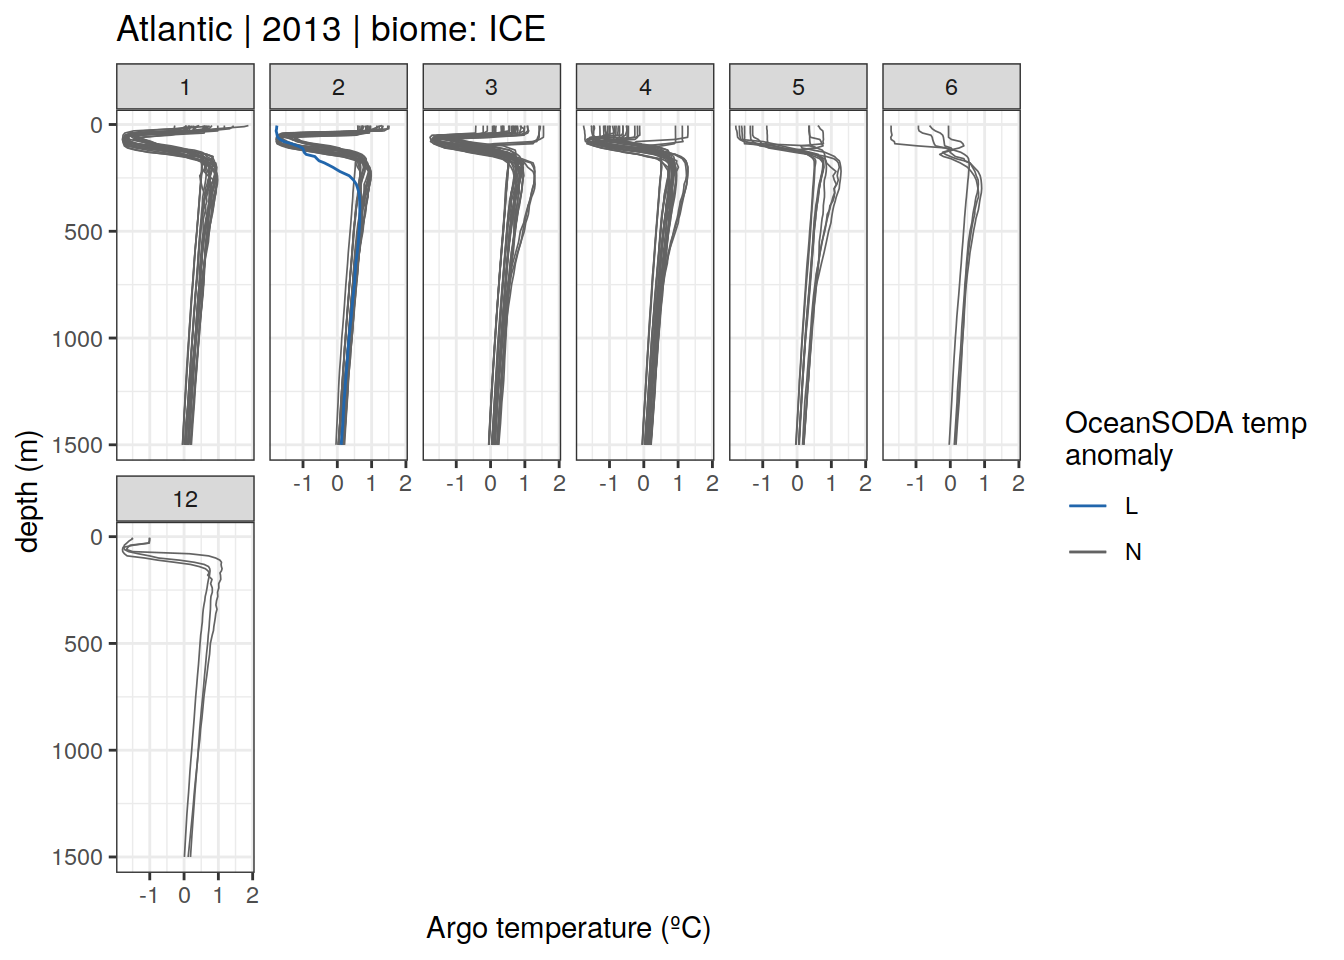 Atlantic | 2013 | biome: ICE
1 2 3 4 5 6
0
500
1000
1500
-1 0 1 2 -1 0 1 2 -1 0 1 2 -1 0 1 2 -1 0 1 2
12
0
500
1000
1500
-1 0 1 2
depth (m)
Argo temperature (ºC)
OceanSODA temp
anomaly
L
N